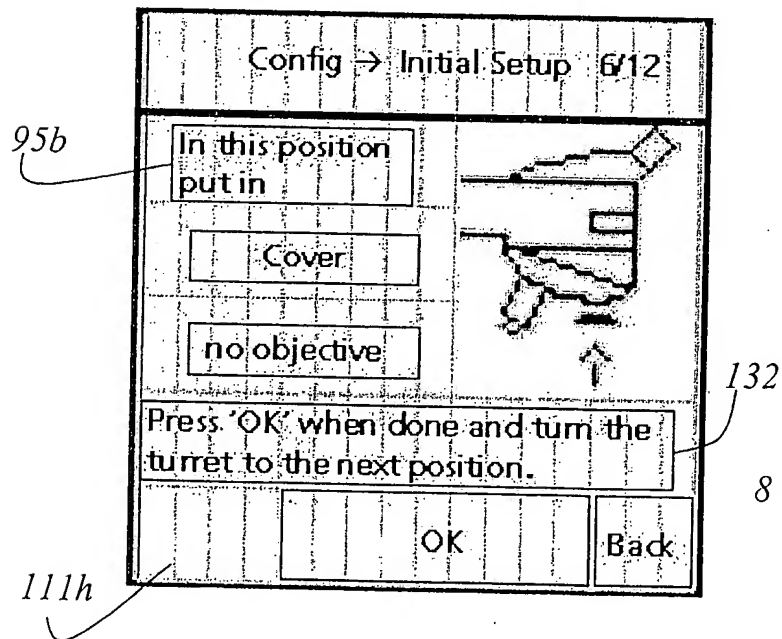 Config → Initial Setup 6/12
95b
In this position
put in
Cover
no objective
132
Press 'OK' when done and turn the
turret to the next position.
8
OK
Back
111h